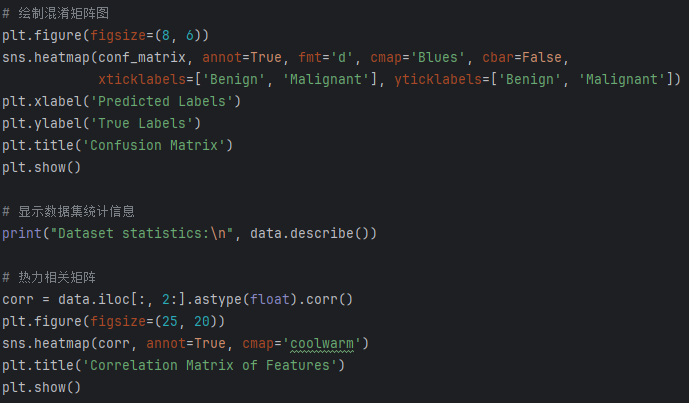 # 绘制混淆矩阵图
plt.figure(figsize=(8, 6))
sns.heatmap(conf_matrix, annot=True, fmt='d', cmap='Blues', cbar=False,
            xticklabels=['Benign', 'Malignant'], yticklabels=['Benign', 'Malignant'])
plt.xlabel('Predicted Labels')
plt.ylabel('True Labels')
plt.title('Confusion Matrix')
plt.show()

# 显示数据集统计信息
print("Dataset statistics:\n", data.describe())

# 热力相关矩阵
corr = data.iloc[:, 2:].astype(float).corr()
plt.figure(figsize=(25, 20))
sns.heatmap(corr, annot=True, cmap='coolwarm')
plt.title('Correlation Matrix of Features')
plt.show()